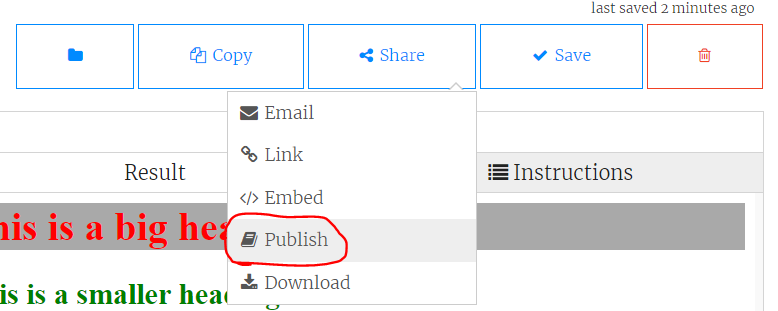 last saved 2 minutes ago
Copy
Share
Save
Email
Link
Result
Instructions
Embed
his is a big hea
Publish
is is a smaller head
Download